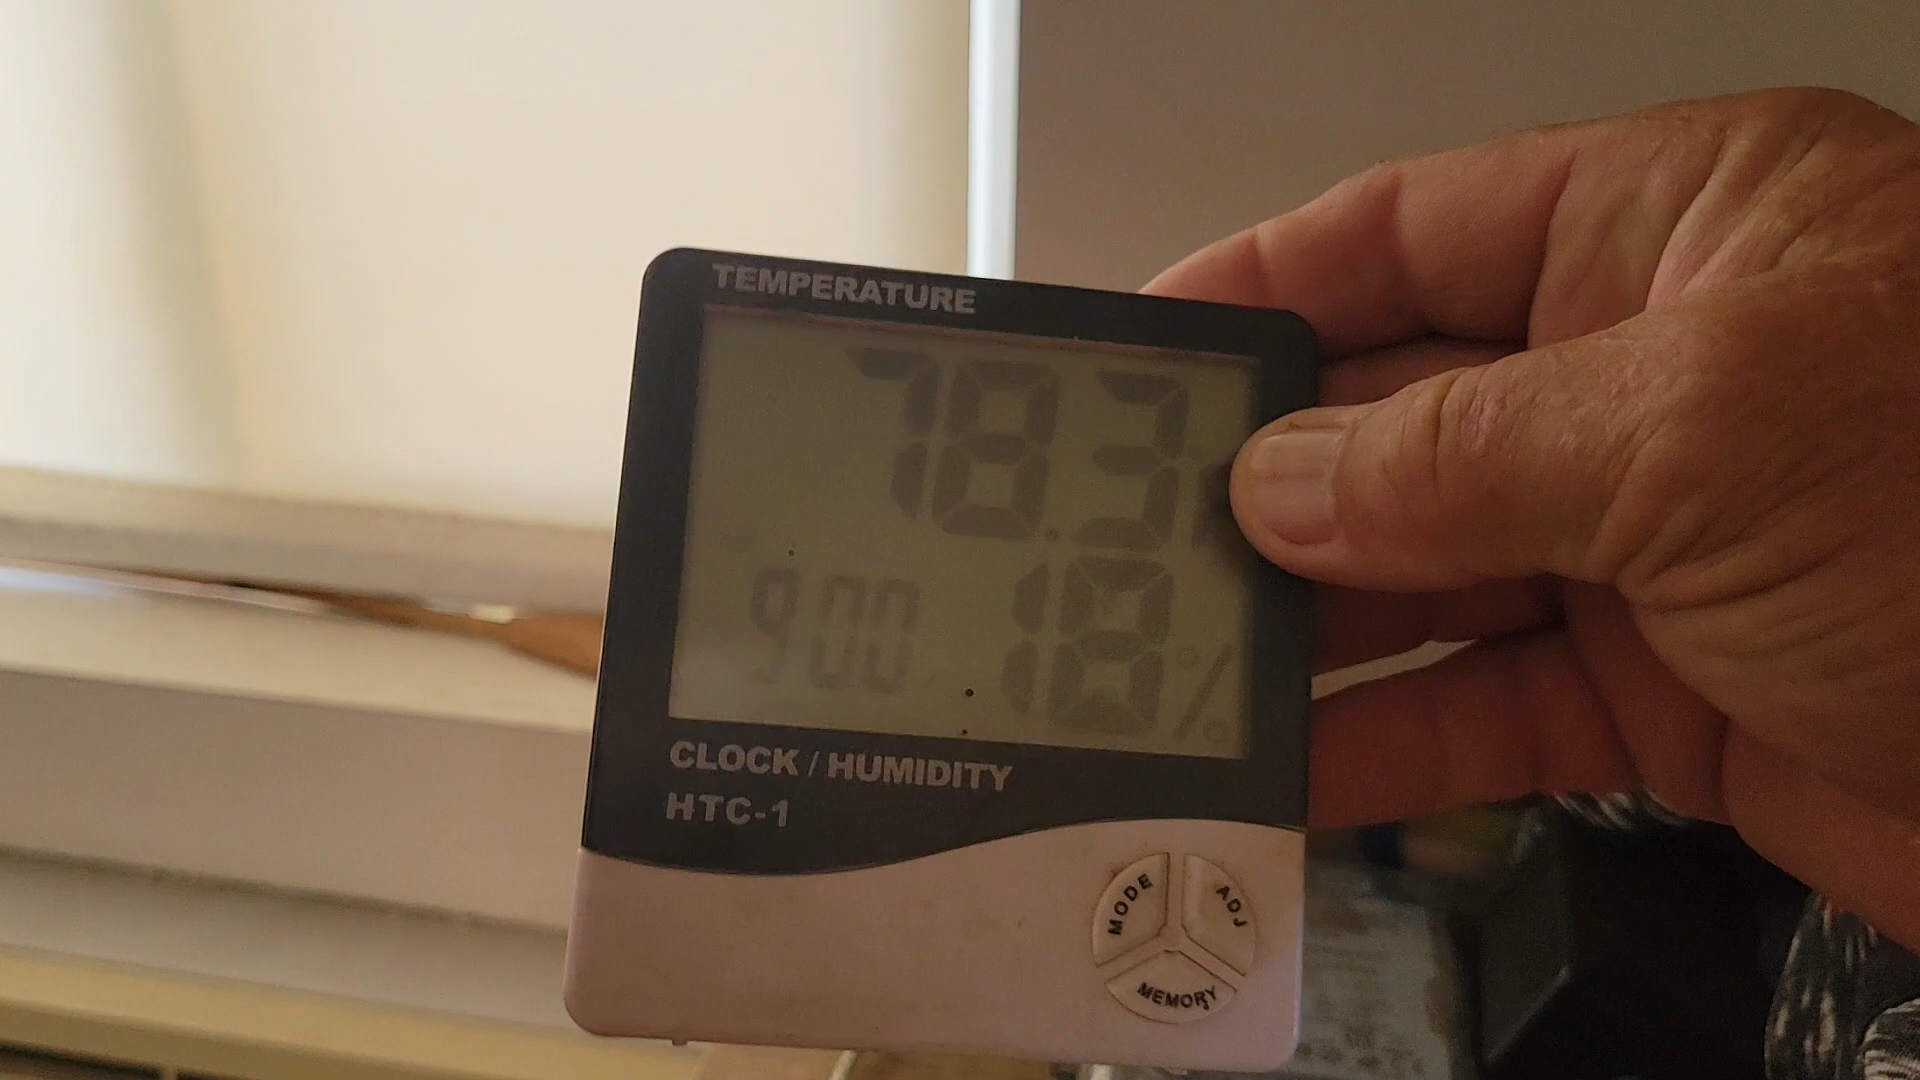 TEMPERATURE
78.3
9 00 18 %
CLOCK / HUMIDITY
HTC-1
MODE
ADJ
MEMORY